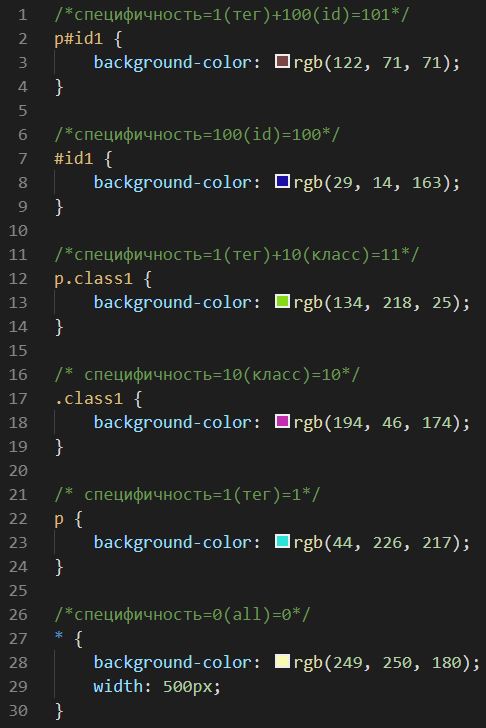 1 /*специфичность=1(тег)+100(id)=101*/
2 p#id1 {
3 background-color: rgb(122, 71, 71);
4 }
5
6 /*специфичность=100(id)=100*/
7 #id1 {
8 background-color: rgb(29, 14, 163);
9 }
10
11 /*специфичность=1(тег)+10(класс)=11*/
12 p.class1 {
13 background-color: rgb(134, 218, 25);
14 }
15
16 /* специфичность=10(класс)=10*/
17 .class1 {
18 background-color: rgb(194, 46, 174);
19 }
20
21 /* специфичность=1(тег)=1*/
22 p {
23 background-color: rgb(44, 226, 217);
24 }
25
26 /*специфичность=0(all)=0*/
27 * {
28 background-color: rgb(249, 250, 180);
29 width: 500px;
30 }